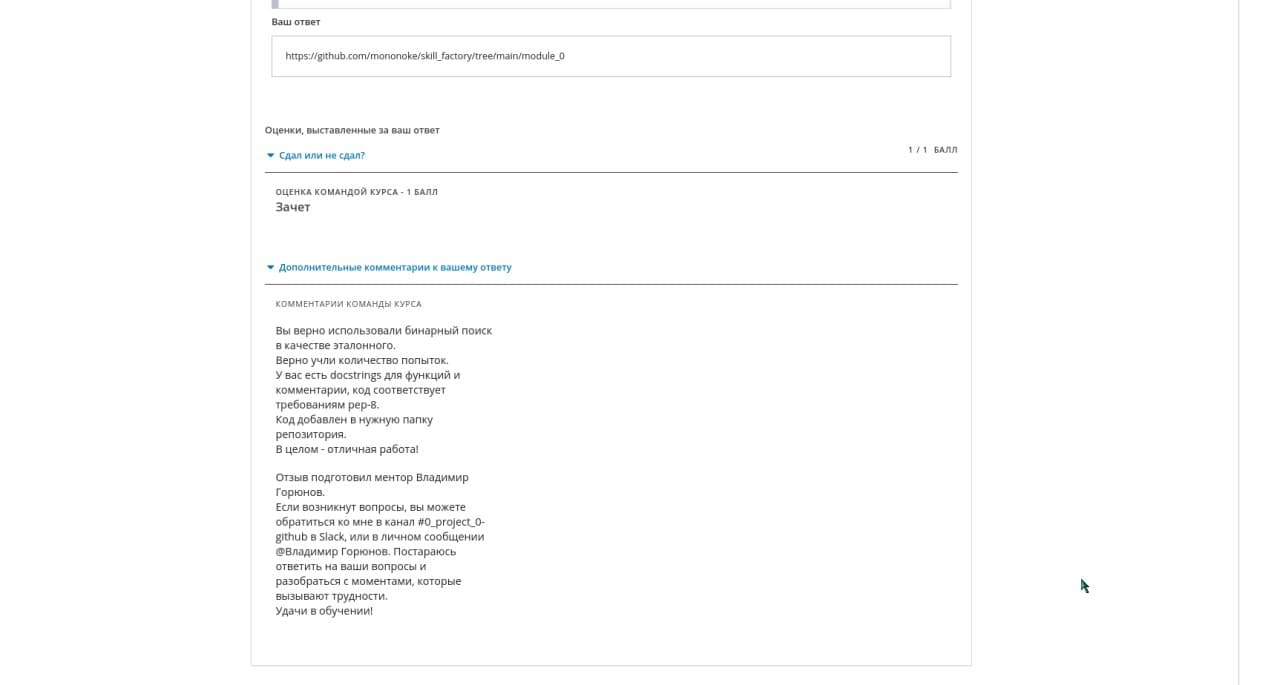 Ваш ответ
https://github.com/mononoke/skill_factory/tree/main/module_0
Оценки, выставленные за ваш ответ
Сдал или не сдал?
1 / 1 БАЛЛ
ОЦЕНКА КОМАНДОЙ КУРСА - 1 БАЛЛ
Зачет
Дополнительные комментарии к вашему ответу
КОММЕНТАРИИ КОМАНДЫ КУРСА
Вы верно использовали бинарный поиск
в качестве эталонного.
Верно учли количество попыток.
У вас есть docstrings для функций и
комментарии, код соответствует
требованиям pep-8.
Код добавлен в нужную папку
репозитория.
В целом - отличная работа!
Отзыв подготовил ментор Владимир
Горюнов.
Если возникнут вопросы, вы можете
обратиться ко мне в канал #0_project_0-
github в Slack, или в личном сообщении
@Владимир Горюнов. Постараюсь
ответить на ваши вопросы и
разобраться с моментами, которые
вызывают трудности.
Удачи в обучении!